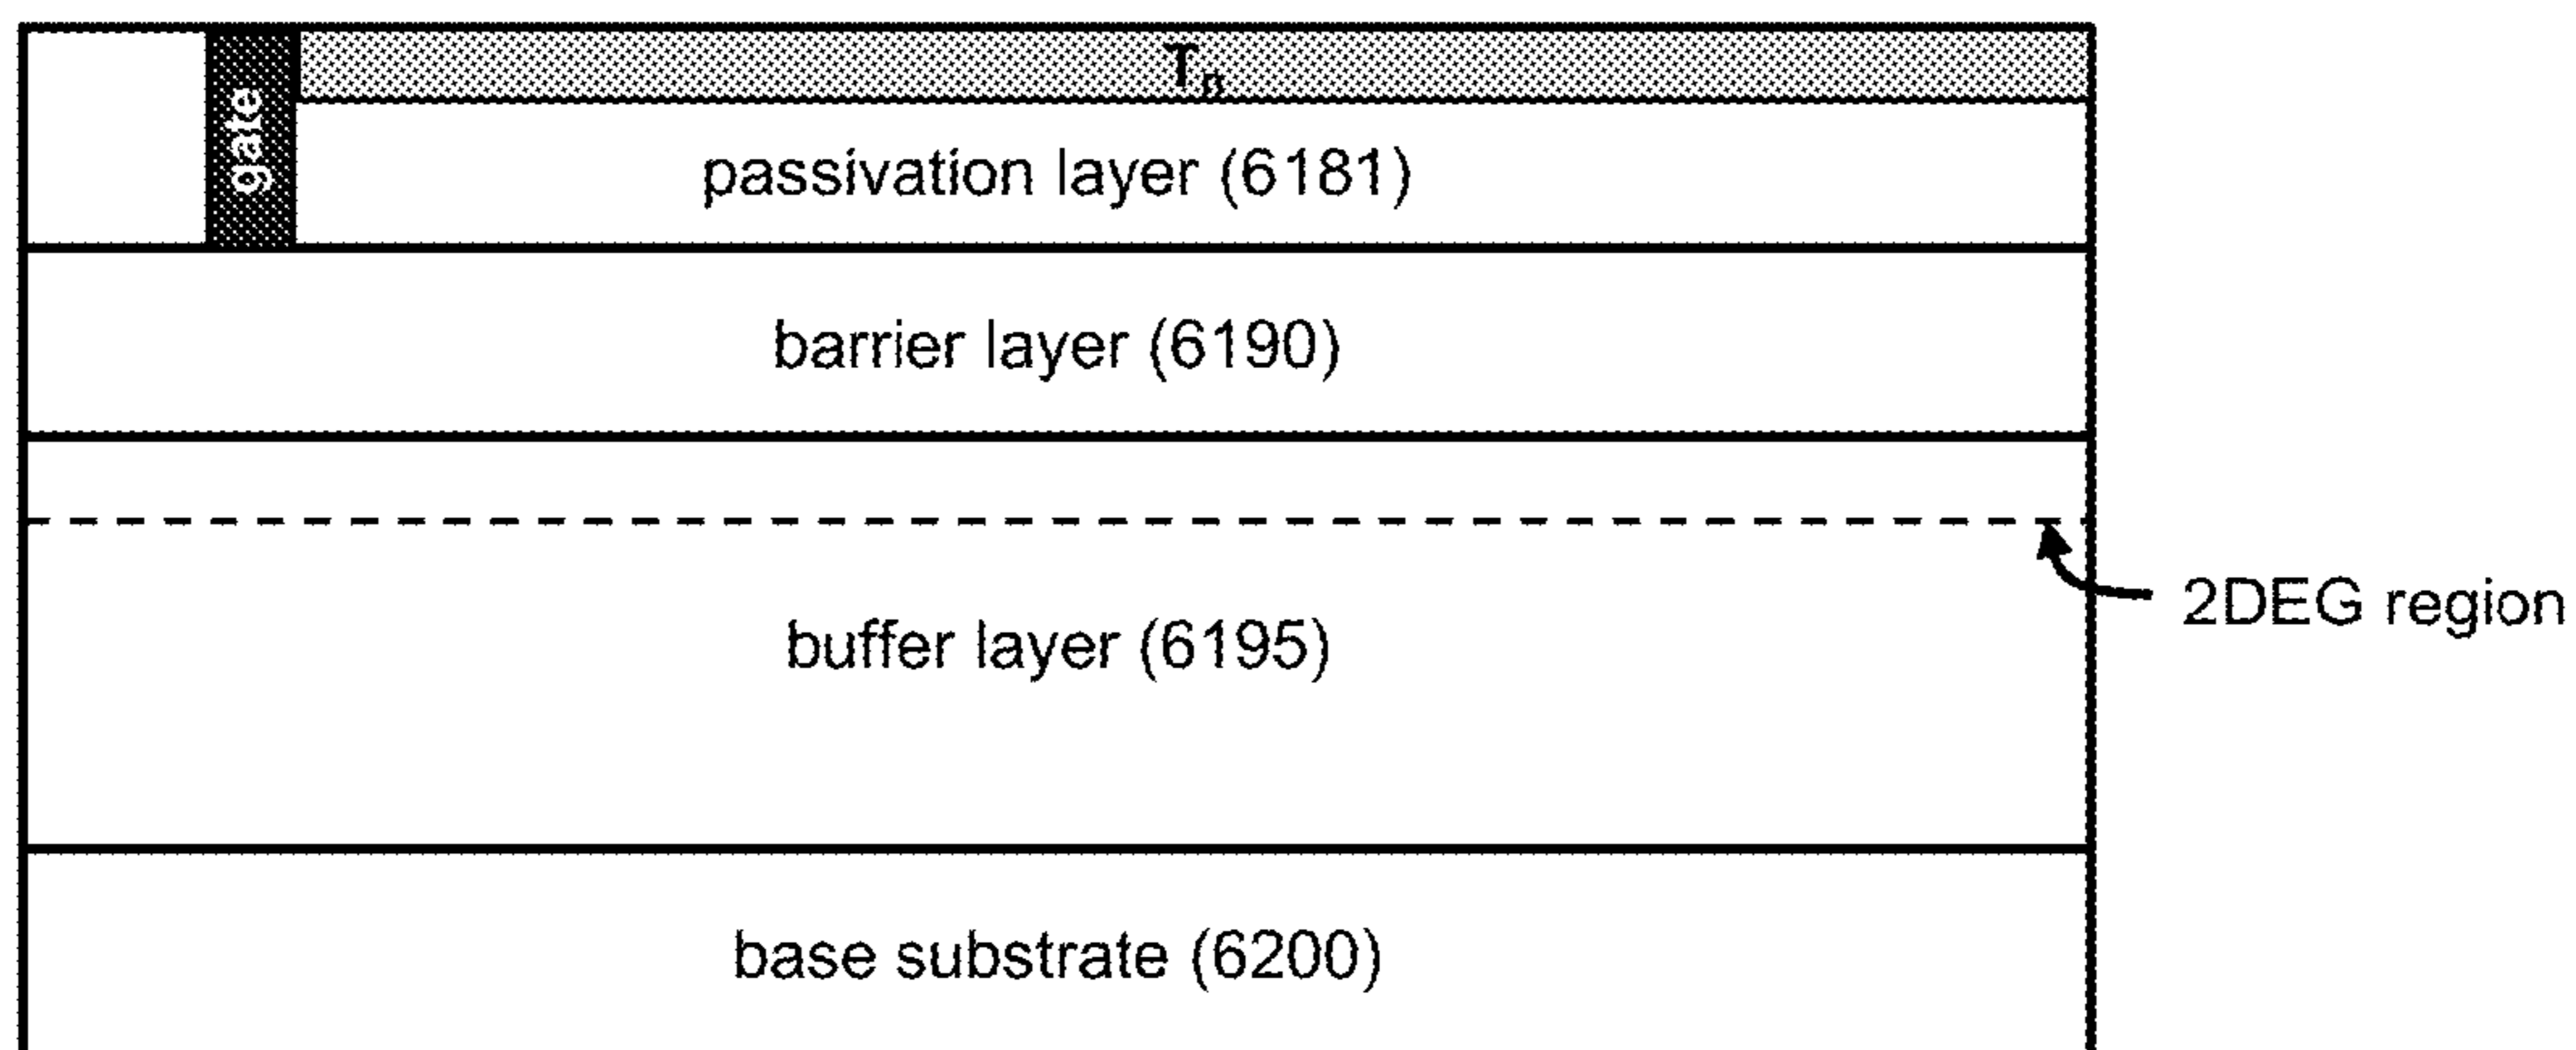 Tn
gate
passivation layer (6181)
barrier layer (6190)
buffer layer (6195)
2DEG region
base substrate (6200)